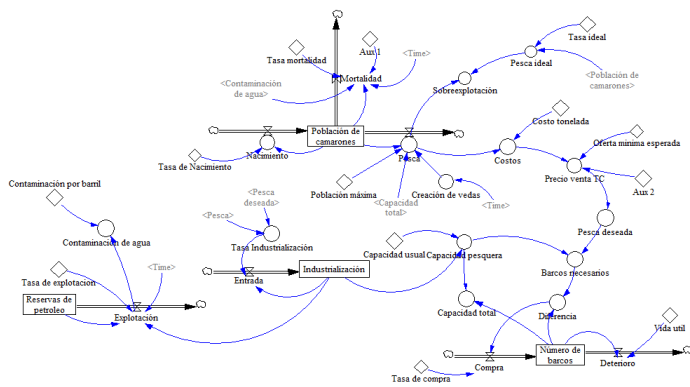 Tasa ideal
Aux 1
<Time>
Tasa mortalidad
Pesca ideal
<Contaminación
de agua>
Mortalidad
Sobreexplotación
<Población de
camarones>
Costo tonelada
Población de
camarones
Oferta minima esperada
Nacimiento
Pesca
Costos
Tasa de Nacimiento
Precio venta TC
Contaminación por barril
Población máxima
Creación de vedas
Aux 2
<Pesca
deseada>
<Pesca>
<Capacidad
total>
<Time>
Pesca deseada
Contaminación de agua
Tasa Industrialización
Capacidad usual
Capacidad pesquera
Barcos necesarios
<Time>
Industrialización
Tasa de explotación
Entrada
Reservas de
petroleo
Explotación
Capacidad total
Diferencia
Vida util
Número de
barcos
Compra
Deterioro
Tasa de compra